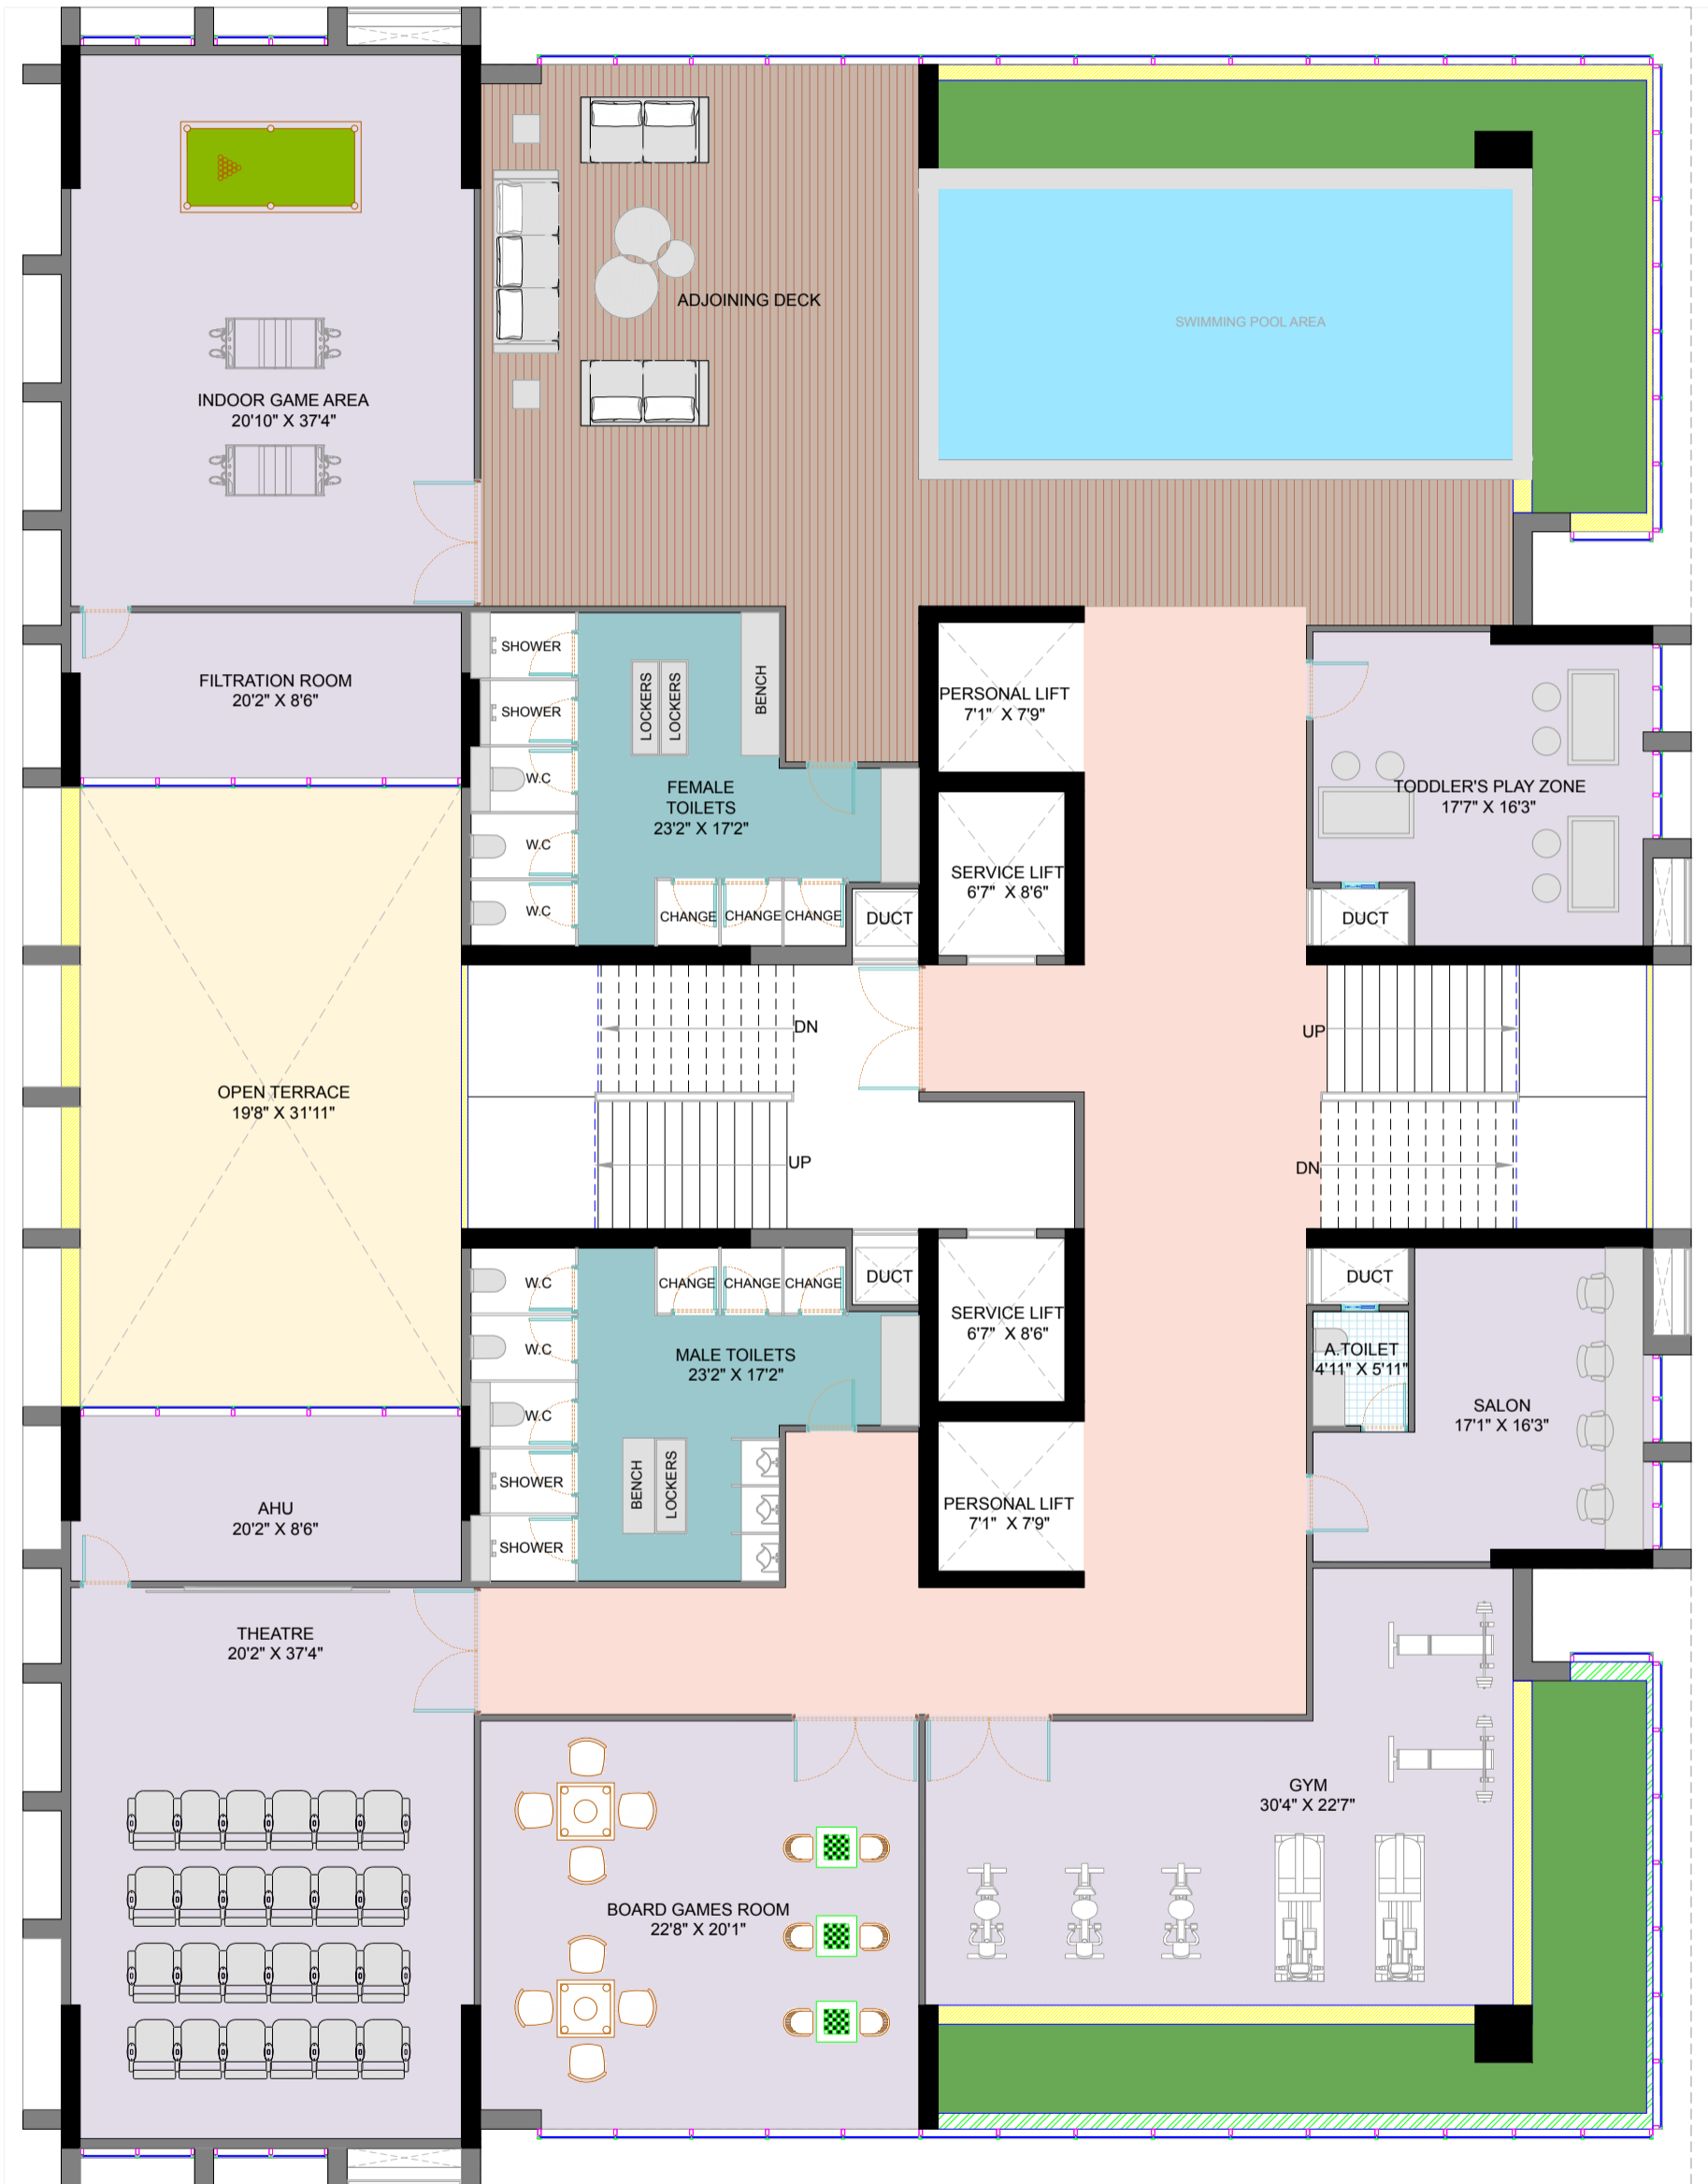 ADJOINING DECK
SWIMMING POOL AREA
INDOOR GAME AREA
20'10" X 37'4"
FILTRATION ROOM
20'2" X 8'6"
SHOWER
SHOWER
W.C
W.C
W.C
LOCKERS
LOCKERS
BENCH
FEMALE
TOILETS
23'2" X 17'2"
CHANGE
CHANGE
CHANGE
DUCT
PERSONAL LIFT
7'1" X 7'9"
SERVICE LIFT
6'7" X 8'6"
TODDLER'S PLAY ZONE
17'7" X 16'3"
DUCT
DN
UP
UP
DN
OPEN TERRACE
19'8" X 31'11"
W.C
W.C
W.C
SHOWER
SHOWER
CHANGE
CHANGE
CHANGE
DUCT
MALE TOILETS
23'2" X 17'2"
BENCH
LOCKERS
SERVICE LIFT
6'7" X 8'6"
PERSONAL LIFT
7'1" X 7'9"
DUCT
A.TOILET
4'11" X 5'11"
SALON
17'1" X 16'3"
AHU
20'2" X 8'6"
THEATRE
20'2" X 37'4"
BOARD GAMES ROOM
22'8" X 20'1"
GYM
30'4" X 22'7"